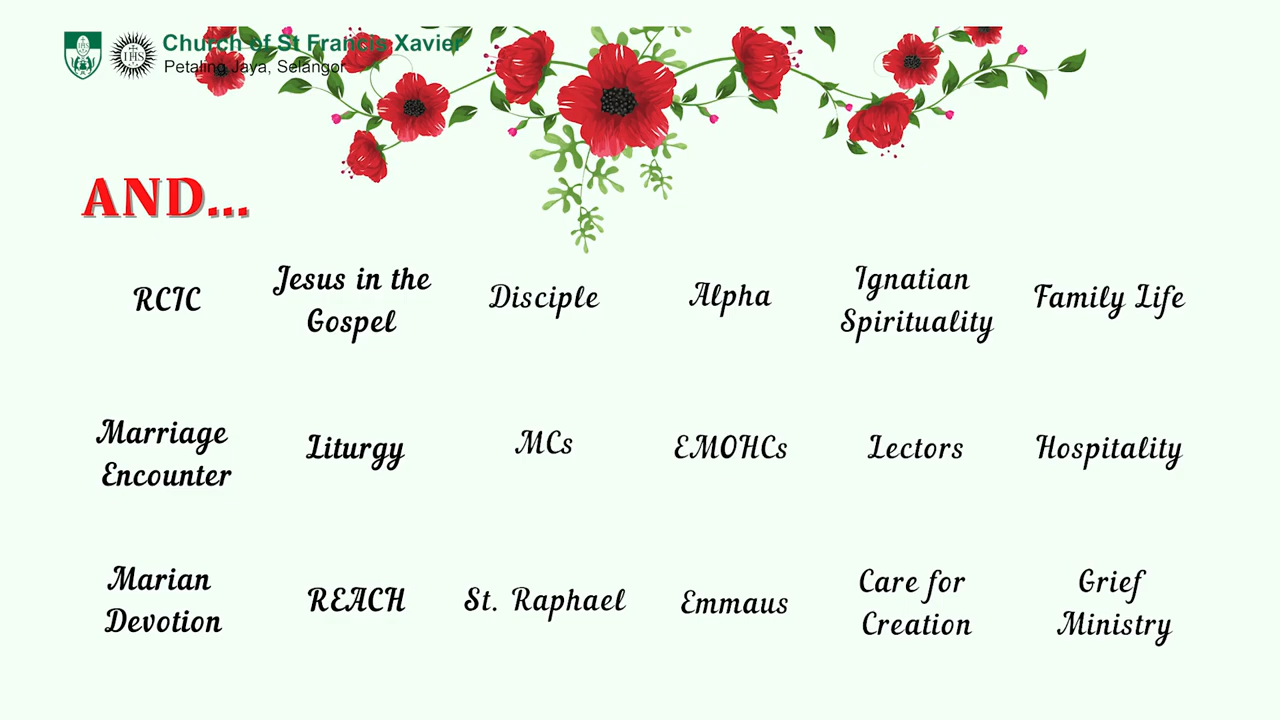 Church of St Francis Xavier
Petaling Jaya, Selangor
AND...
RCIC
Jesus in the
Gospel
Disciple
Alpha
Ignatian
Spirituality
Family Life
Marriage
Encounter
Liturgy
MCs
EMOHCs
Lectors
Hospitality
Marian
Devotion
REACH
St. Raphael
Emmaus
Care for
Creation
Grief
Ministry